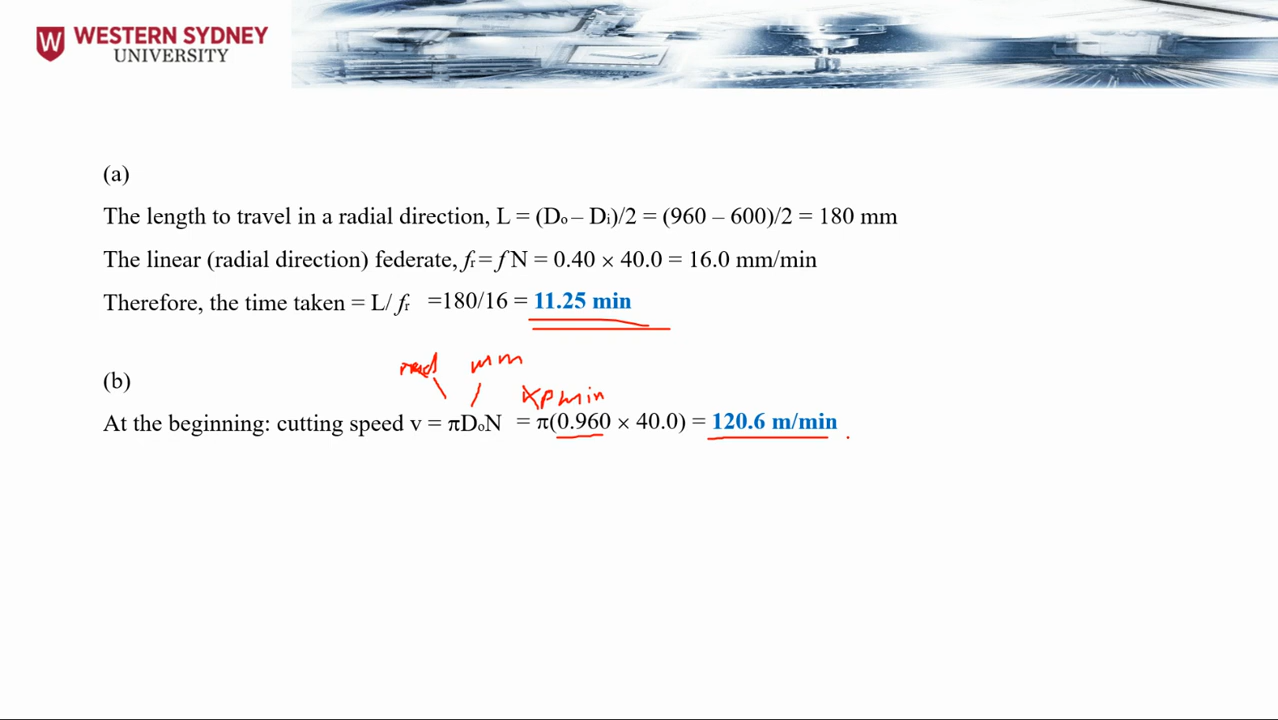 WESTERN SYDNEY
UNIVERSITY
(a)
The length to travel in a radial direction, L = (Do – Di)/2 = (960 – 600)/2 = 180 mm
The linear (radial direction) federate, fr = f N = 0.40 × 40.0 = 16.0 mm/min
Therefore, the time taken = L/ fr =180/16 = 11.25 min
rad mm
(b)
min
At the beginning: cutting speed v = πDoN = π(0.960 × 40.0) = 120.6 m/min